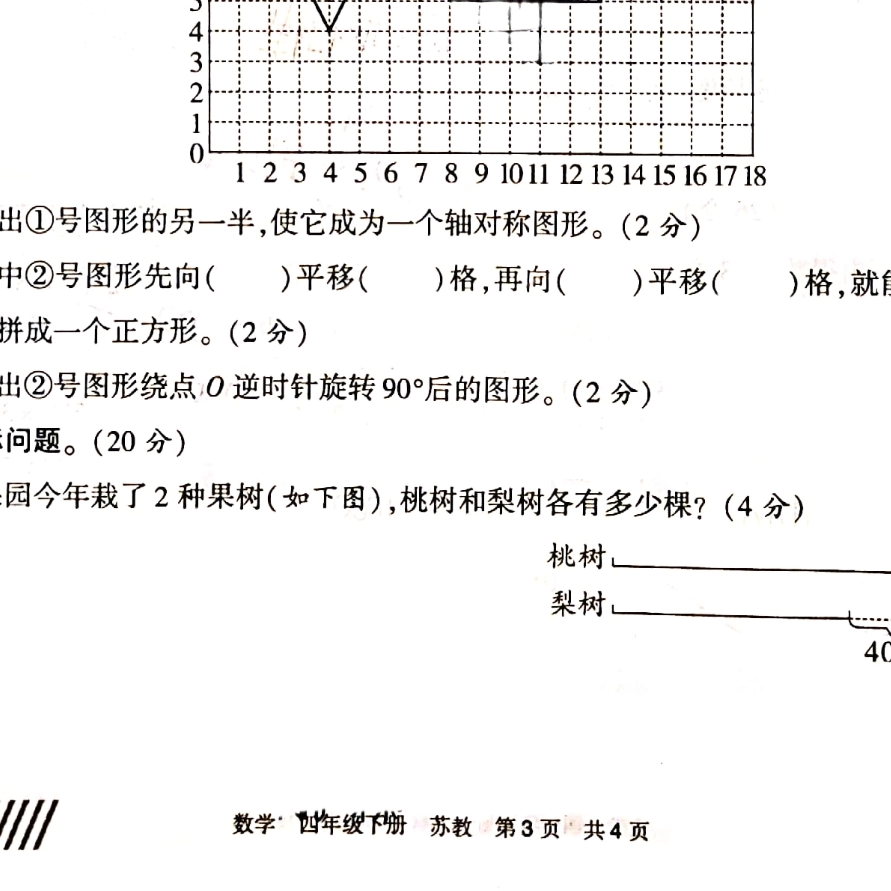 4
3
2
1
0
1 2 3 4 5 6 7 8 9 10 11 12 13 14 15 16 17 18
出①号图形的另一半,使它成为一个轴对称图形。(2 分)
中②号图形先向(　　)平移(　　)格,再向(　　)平移(　　)格,就能
拼成一个正方形。(2 分)
出②号图形绕点 O 逆时针旋转 90°后的图形。(2 分)
问题。(20 分)
园今年栽了 2 种果树(如下图),桃树和梨树各有多少棵? (4 分)
桃树
梨树
40
数学 四年级下册 苏教 第 3 页 共 4 页